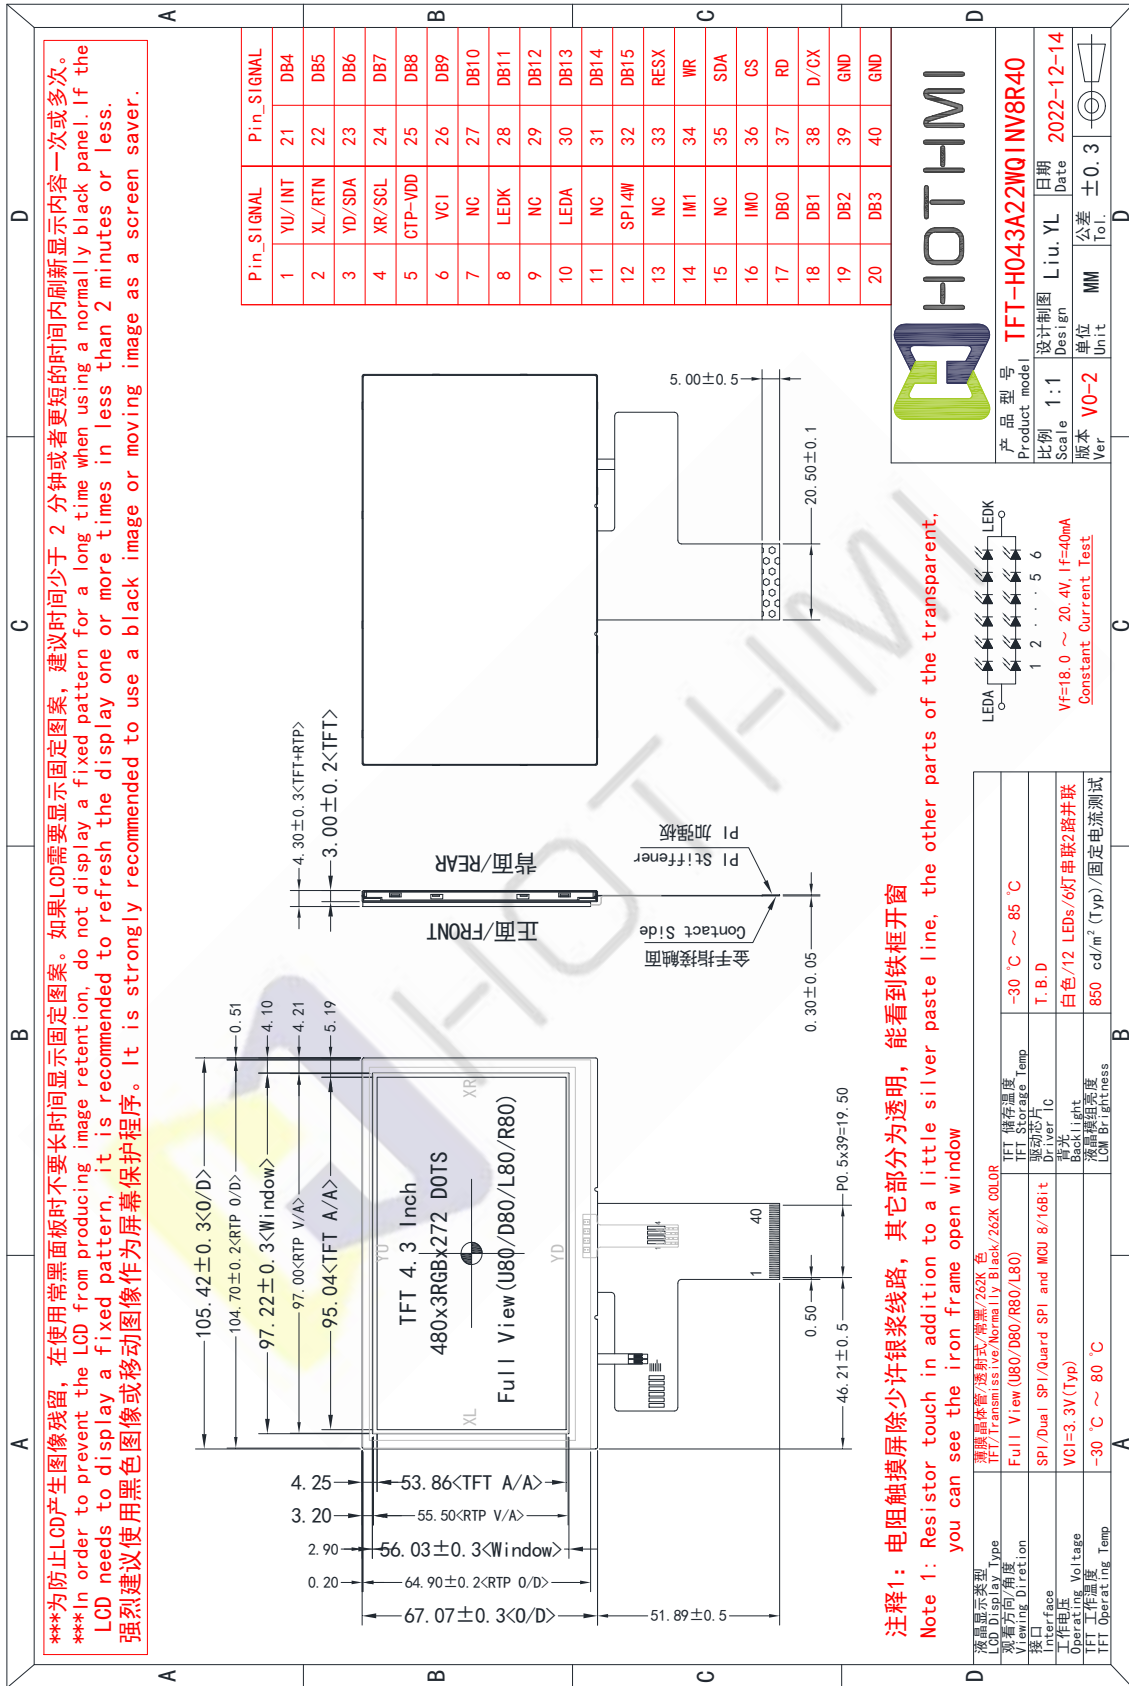 ***为防止LCD产生图像残留，在使用常黑面板时不要长时间显示固定图案。如果LCD需要显示固定图案，建议时间少于 2 分钟或者更短的时间内刷新显示内容一次或多次。
***In order to prevent the LCD from producing image retention, do not display a fixed pattern for a long time when using a normally black panel. If the
LCD needs to display a fixed pattern, it is recommended to refresh the display one or more times in less than 2 minutes or less.
强烈建议使用黑色图像或移动图像作为屏幕保护程序。It is strongly recommended to use a black image or moving image as a screen saver.
A
B
C
D
A
B
C
D
105.42±0.3<O/D>
104.70±0.2<RTP O/D>
0.51
97.22±0.3<Window>
4.10
97.00<RTP V/A>
4.21
95.04<TFT A/A>
5.19
4.25
53.86<TFT A/A>
3.20
55.50<RTP V/A>
2.90
56.03±0.3<Window>
0.20
64.90±0.2<RTP O/D>
67.07±0.3<O/D>
51.89±0.5
YU
XL
XR
YD
TFT 4.3 Inch
480x3RGBx272 DOTS
Full View(U80/D80/L80/R80)
1
40
0.50
P0.5x39=19.50
46.21±0.5
4.30±0.3<TFT+RTP>
3.00±0.2<TFT>
正面/FRONT
背面/REAR
金手指接触面
Contact Side
PI Stiffener
PI 加强板
0.30±0.05
5.00±0.5
20.50±0.1
Pin_SIGNAL Pin_SIGNAL
1 YU/INT 21 DB4
2 XL/RTN 22 DB5
3 YD/SDA 23 DB6
4 XR/SCL 24 DB7
5 CTP-VDD 25 DB8
6 VCI 26 DB9
7 NC 27 DB10
8 LEDK 28 DB11
9 NC 29 DB12
10 LEDA 30 DB13
11 NC 31 DB14
12 SPI4W 32 DB15
13 NC 33 RESX
14 IM1 34 WR
15 NC 35 SDA
16 IM0 36 CS
17 DB0 37 RD
18 DB1 38 D/CX
19 DB2 39 GND
20 DB3 40 GND
注释1：电阻触摸屏除少许银浆线路，其它部分为透明，能看到铁框开窗
Note 1: Resistor touch in addition to a little silver paste line, the other parts of the transparent,
you can see the iron frame open window
LEDA
LEDK
1 2 · · · 5 6
Vf=18.0 ～ 20.4V, If=40mA
Constant Current Test
液晶显示类型 薄膜晶体管/透射式/常黑/262K 色
LCD Display Type TFT/Transmissive/Normally Black/262K COLOR
观看方向/角度
Viewing Diretion Full View(U80/D80/R80/L80)
TFT 储存温度
TFT Storage Temp -30 ℃ ～ 85 ℃
接口
Interface SPI/Dual SPI/Quard SPI and MCU 8/16Bit
驱动芯片
Driver IC T.B.D
工作电压
Operating Voltage VCI=3.3V(Typ)
背光
Backlight 白色/12 LEDs/6灯串联2路并联
TFT 工作温度
TFT Operating Temp -30 ℃ ～ 80 ℃
液晶模组亮度
LCM Brightness 850 cd/m² (Typ)/固定电流测试
HOTHMI
产品型号
Product model TFT-H043A22WQINV8R40
比例
Scale 1:1
设计制图
Design Liu.YL
日期
Date 2022-12-14
版本
Ver V0-2
单位
Unit MM
公差
Tol. ±0.3
A
B
C
D
A
B
C
D
HOTHMI